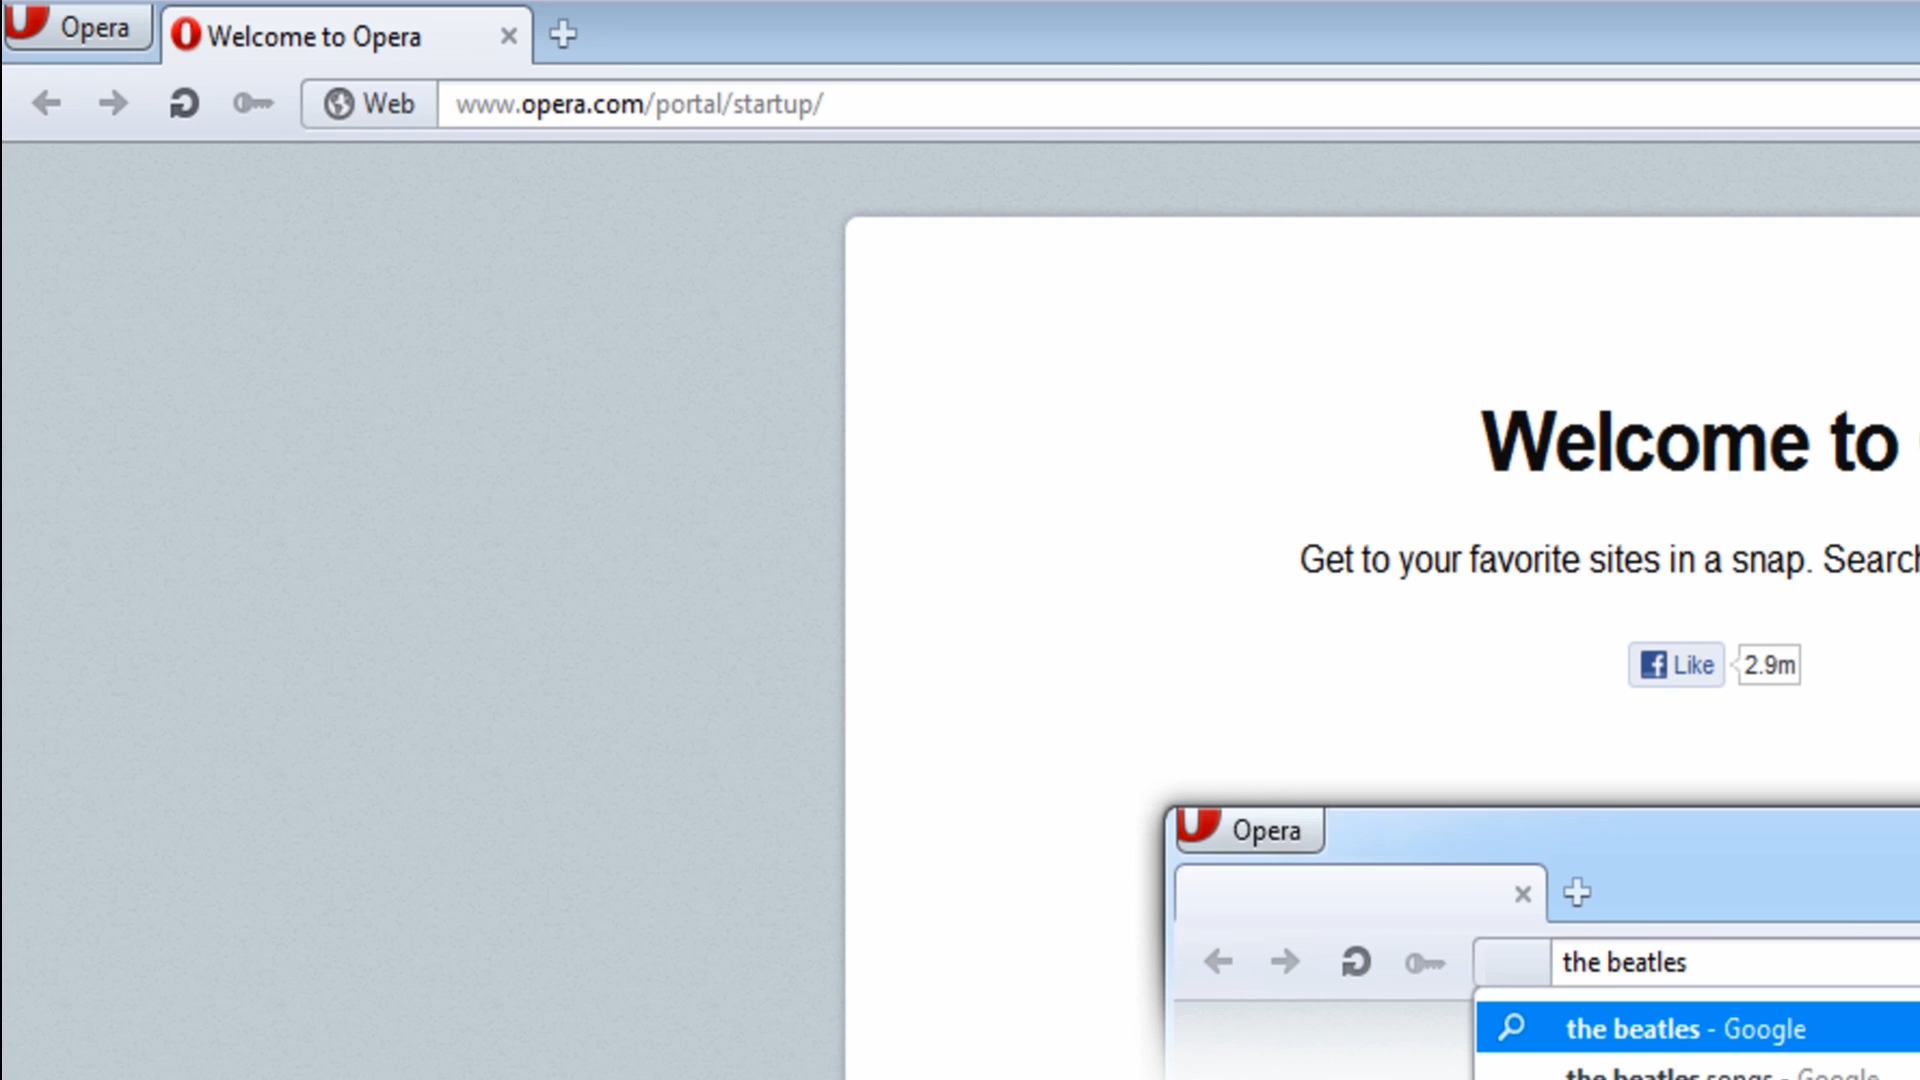 Opera
Welcome to Opera
Web
www.opera.com/portal/startup/
Welcome to
Get to your favorite sites in a snap. Search
Like 2.9m
Opera
the beatles
the beatles - Google
the beatles songs - Google